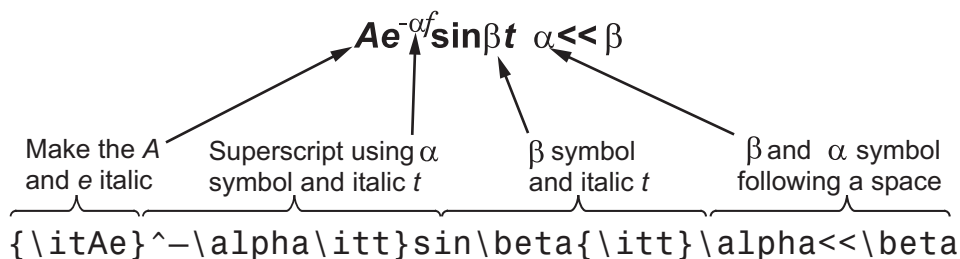 Ae^-αf sinβt α<< β
Make the A Superscript using α β symbol β and α symbol
and e italic symbol and italic t and italic t following a space
{\itAe}^–\alpha\itt}sin\beta{\itt}\alpha<<\beta